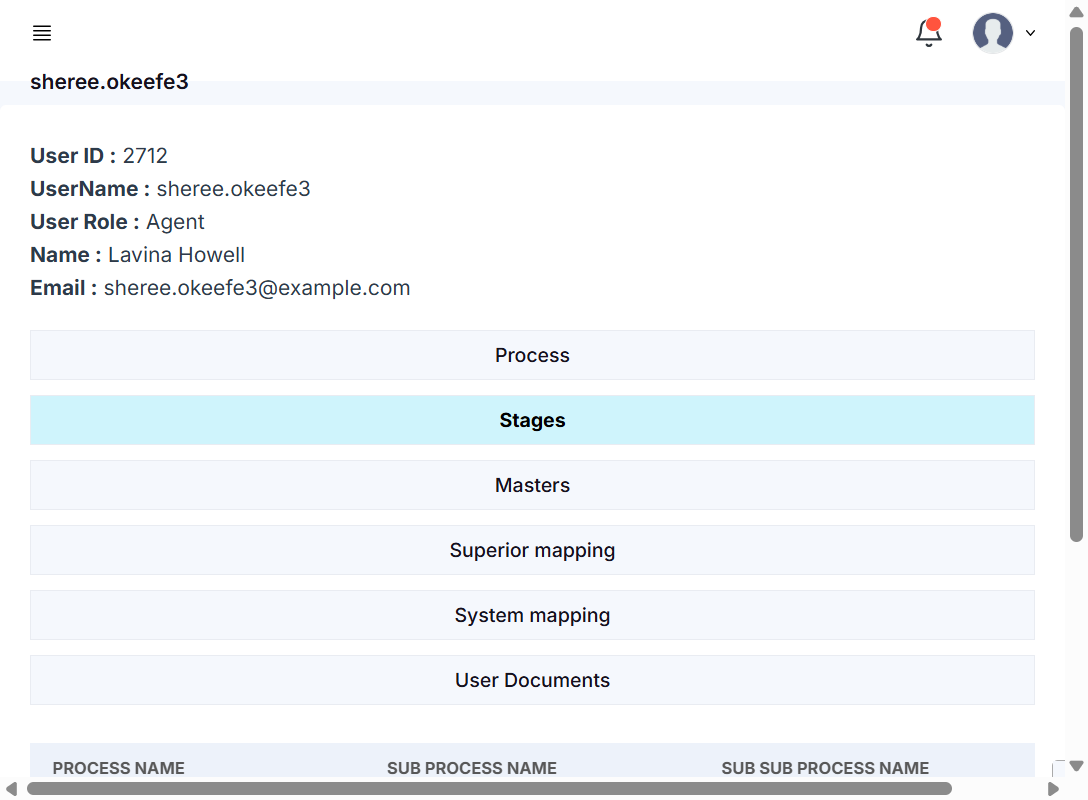 sheree.okeefe3
User ID : 2712
UserName : sheree.okeefe3
User Role : Agent
Name : Lavina Howell
Email : sheree.okeefe3@example.com
Process
Stages
Masters
Superior mapping
System mapping
User Documents
PROCESS NAME SUB PROCESS NAME SUB SUB PROCESS NAME